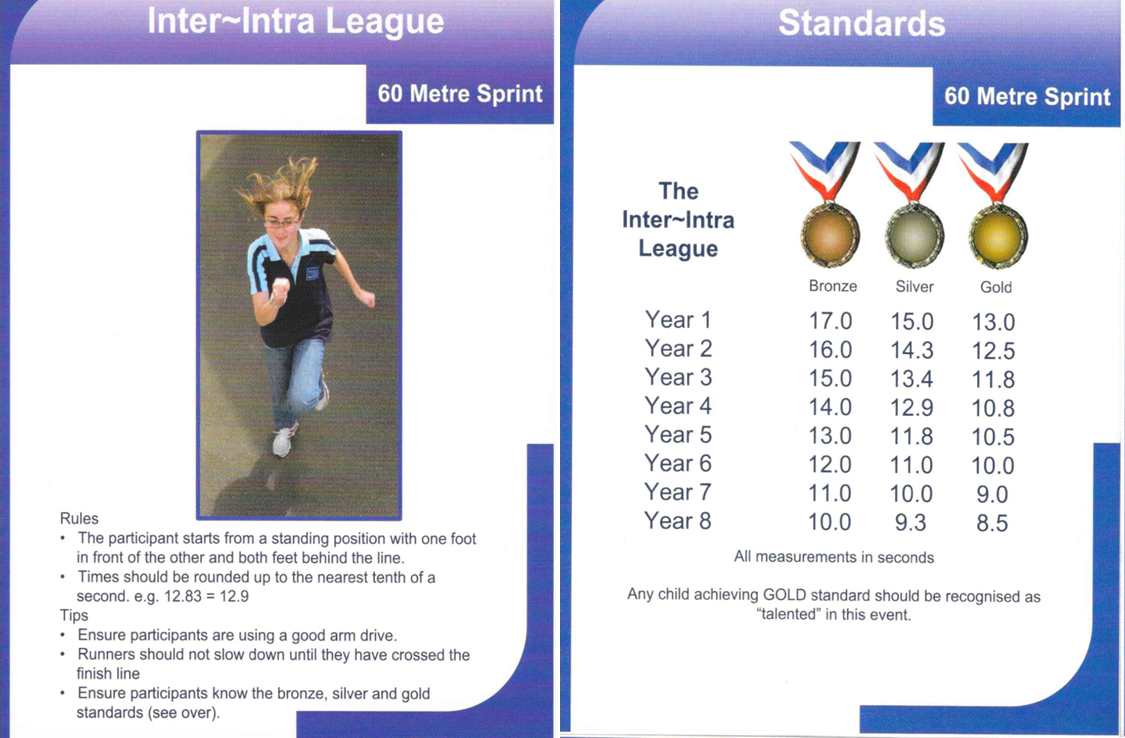 Inter~Intra League
60 Metre Sprint
Rules
• The participant starts from a standing position with one foot
in front of the other and both feet behind the line.
• Times should be rounded up to the nearest tenth of a
second. e.g. 12.83 = 12.9
Tips
• Ensure participants are using a good arm drive.
• Runners should not slow down until they have crossed the
finish line
• Ensure participants know the bronze, silver and gold
standards (see over).
Standards
60 Metre Sprint
The
Inter~Intra
League
Bronze Silver Gold
Year 1 17.0 15.0 13.0
Year 2 16.0 14.3 12.5
Year 3 15.0 13.4 11.8
Year 4 14.0 12.9 10.8
Year 5 13.0 11.8 10.5
Year 6 12.0 11.0 10.0
Year 7 11.0 10.0 9.0
Year 8 10.0 9.3 8.5
All measurements in seconds
Any child achieving GOLD standard should be recognised as
“talented” in this event.